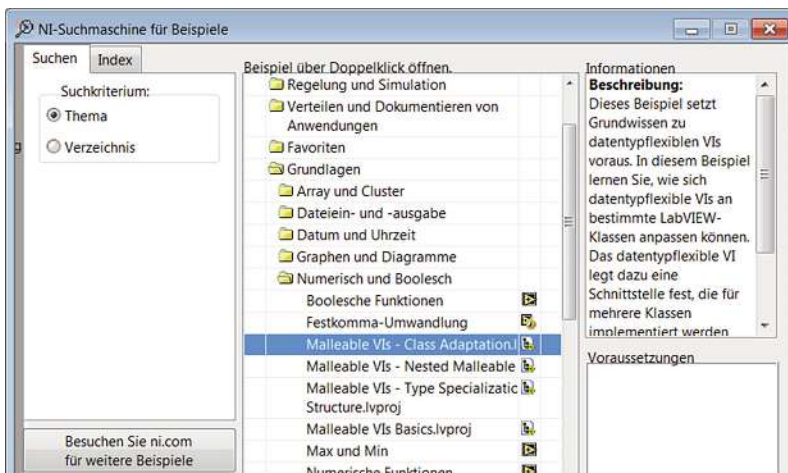 NI-Suchmaschine für Beispiele
Suchen
Index
Suchkriterium:
Thema
Verzeichnis
Besuchen Sie ni.com
für weitere Beispiele
Beispiel über Doppelklick öffnen.
Regelung und Simulation
Verteilen und Dokumentieren von
Anwendungen
Favoriten
Grundlagen
Array und Cluster
Dateiein- und -ausgabe
Datum und Uhrzeit
Graphen und Diagramme
Numerisch und Boolesch
Boolesche Funktionen
Festkomma-Umwandlung
Malleable VIs - Class Adaptation.l
Malleable VIs - Nested Malleable
Malleable VIs - Type Specializatic
Structure.lvproj
Malleable VIs Basics.lvproj
Max und Min
Numerische Funktionen
Informationen
Beschreibung:
Dieses Beispiel setzt
Grundwissen zu
datentypflexiblen VIs
voraus. In diesem Beispiel
lernen Sie, wie sich
datentypflexible VIs an
bestimmte LabVIEW-
Klassen anpassen können.
Das datentypflexible VI
legt dazu eine
Schnittstelle fest, die für
mehrere Klassen
implementiert werden
Voraussetzungen